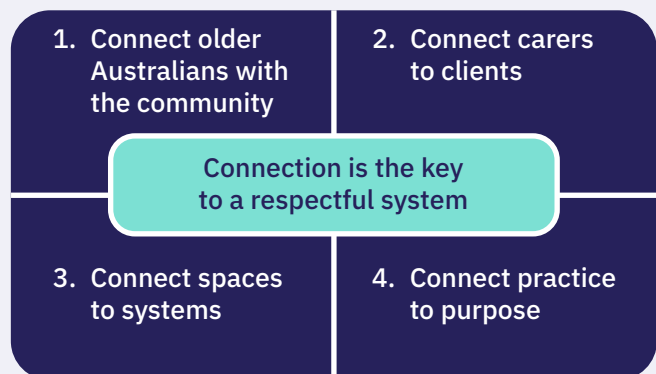 1. Connect older
Australians with
the community
2. Connect carers
to clients
Connection is the key
to a respectful system
3. Connect spaces
to systems
4. Connect practice
to purpose